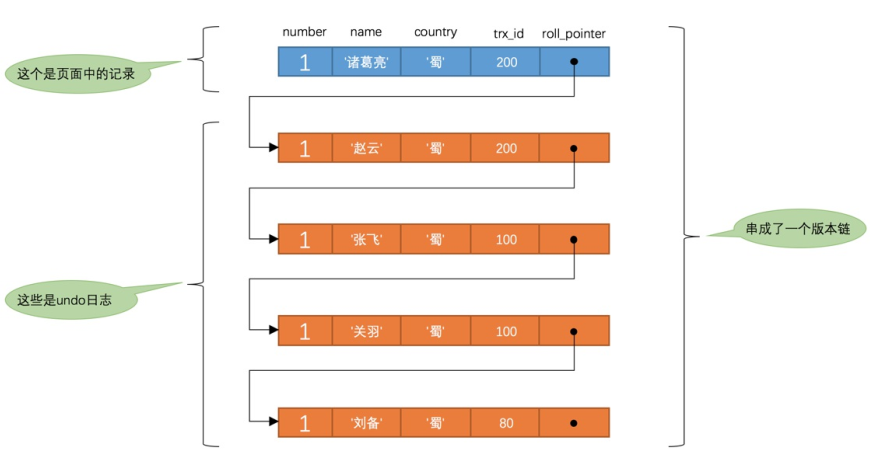 number name country trx_id roll_pointer
1 '诸葛亮' '蜀' 200
这个是页面中的记录
1 '赵云' '蜀' 200
1 '张飞' '蜀' 100
串成了一个版本链
这些是undo日志
1 '关羽' '蜀' 100
1 '刘备' '蜀' 80